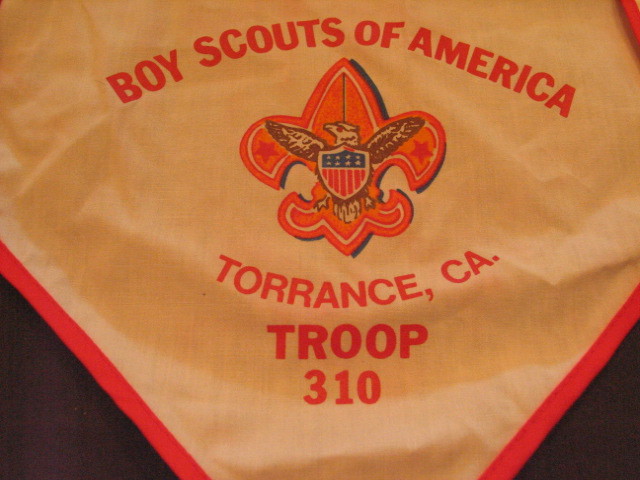 BOY SCOUTS OF AMERICA
TORRANCE, CA.
TROOP
310